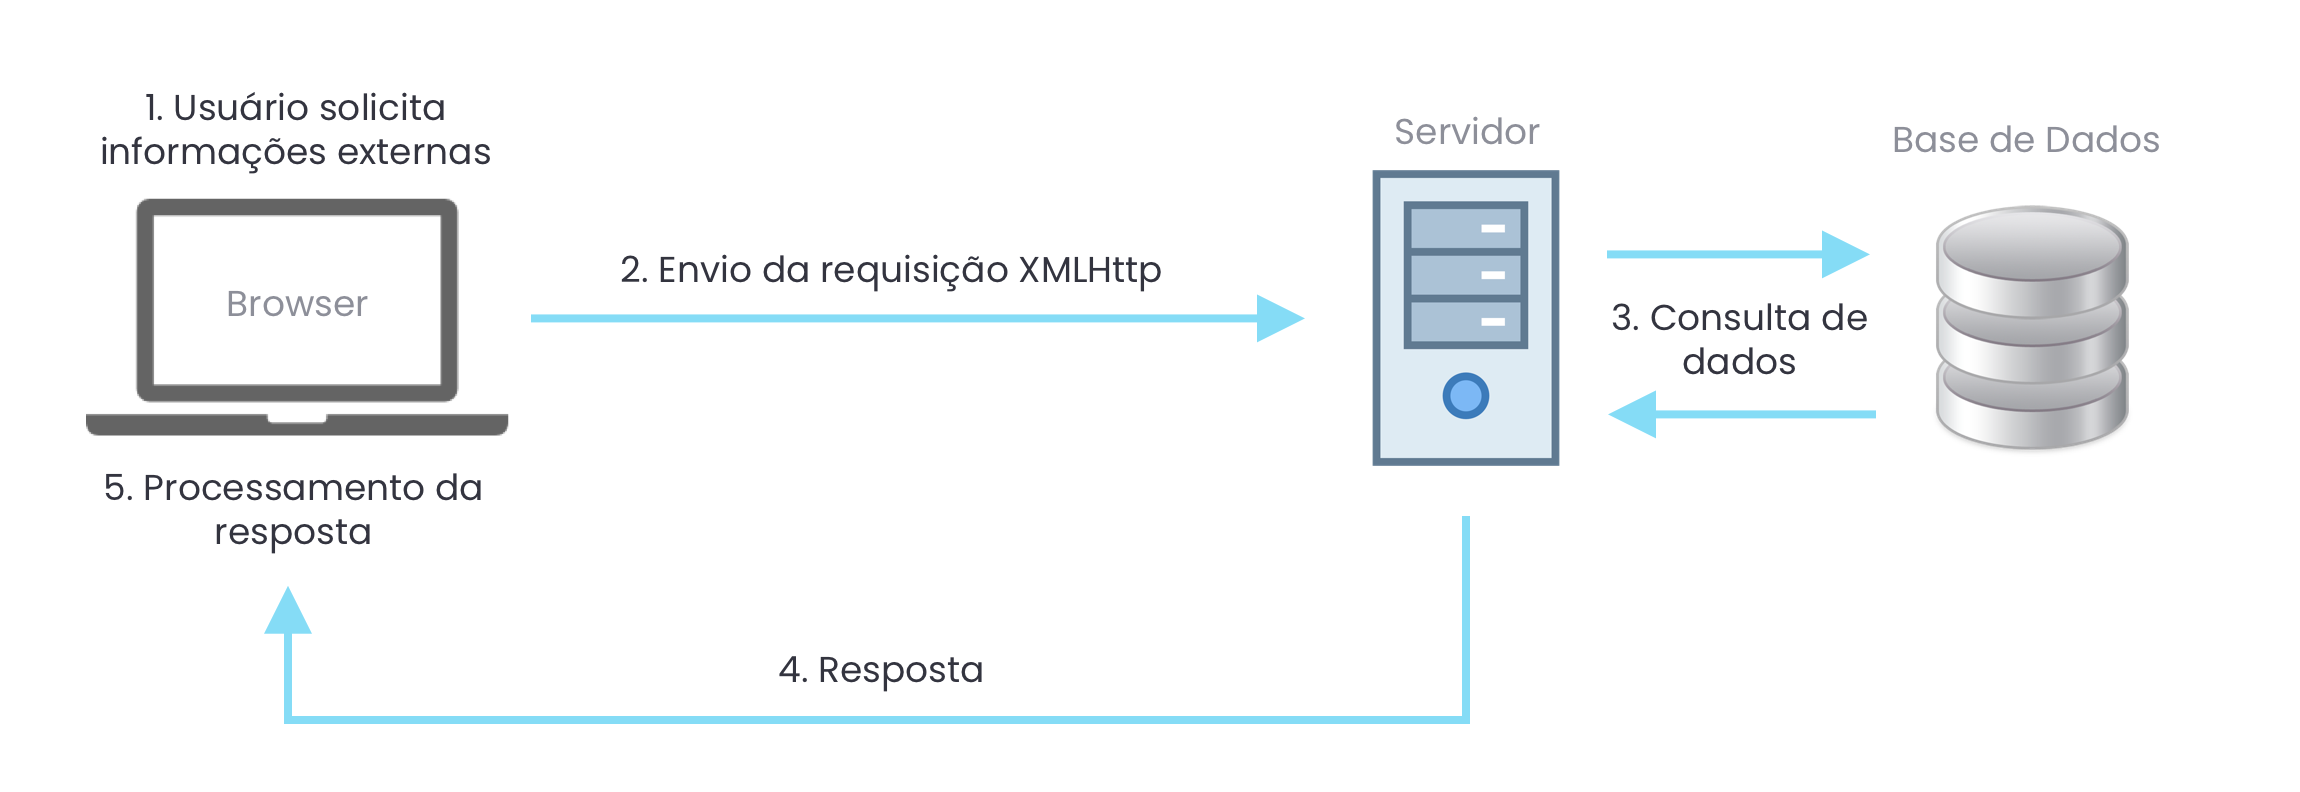 1. Usuário solicita
informações externas
Browser
2. Envio da requisição XMLHttp
Servidor
3. Consulta de
dados
Base de Dados
4. Resposta
5. Processamento da
resposta